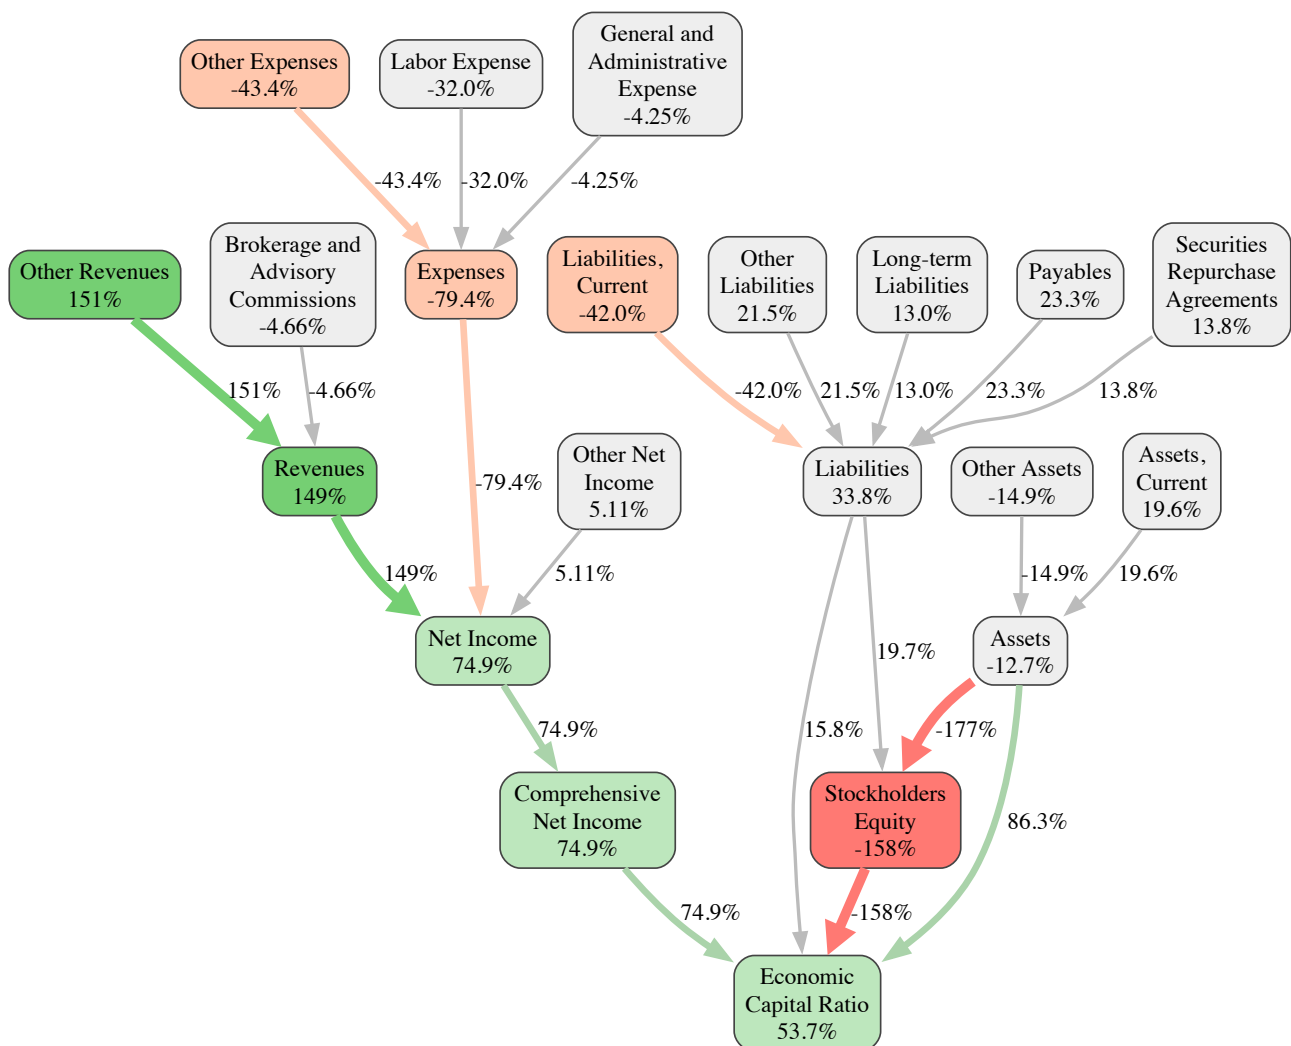 Other Expenses
-43.4%
Labor Expense
-32.0%
General and
Administrative
Expense
-4.25%
-43.4%
-32.0%
-4.25%
Other Revenues
151%
Brokerage and
Advisory
Commissions
-4.66%
Expenses
-79.4%
Liabilities,
Current
-42.0%
Other
Liabilities
21.5%
Long-term
Liabilities
13.0%
Payables
23.3%
Securities
Repurchase
Agreements
13.8%
151%
-4.66%
-42.0%
21.5%
13.0%
23.3%
13.8%
Revenues
149%
-79.4%
Other Net
Income
5.11%
Liabilities
33.8%
Other Assets
-14.9%
Assets,
Current
19.6%
149%
5.11%
-14.9%
19.6%
Net Income
74.9%
19.7%
Assets
-12.7%
74.9%
15.8%
-177%
Comprehensive
Net Income
74.9%
Stockholders
Equity
-158%
86.3%
74.9%
-158%
Economic
Capital Ratio
53.7%